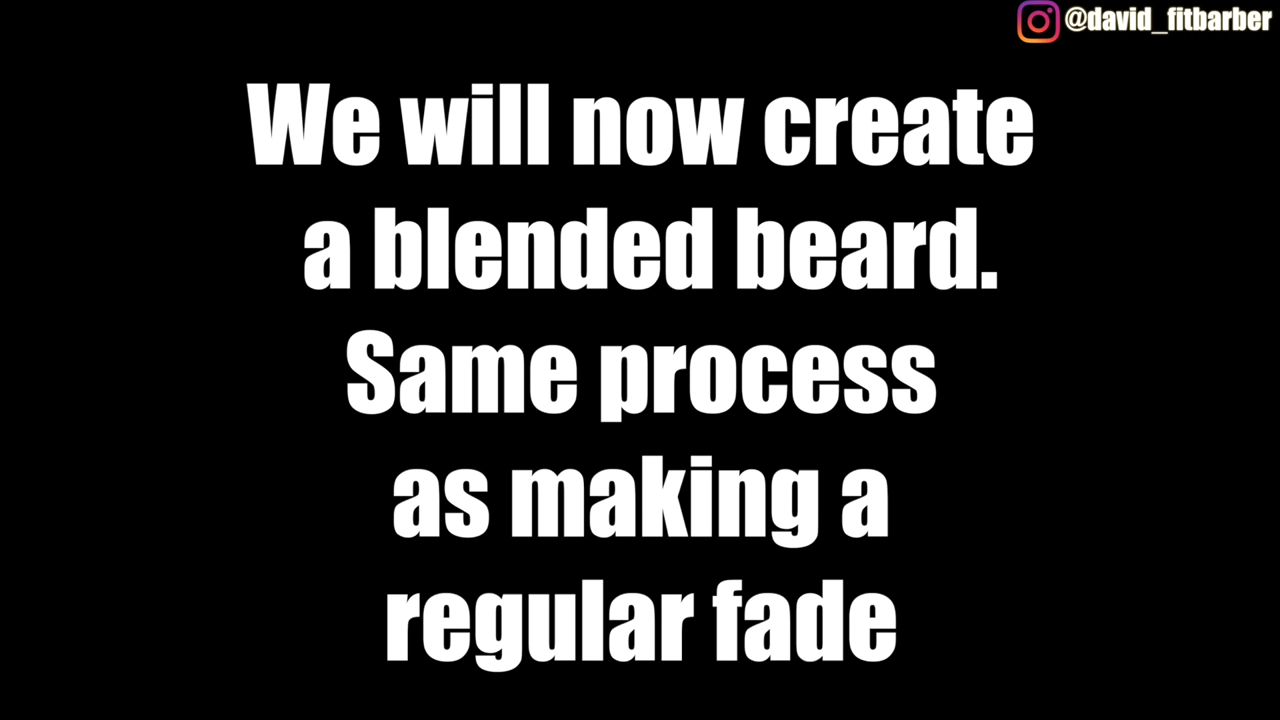 @david_fitbarber
We will now create
a blended beard.
Same process
as making a
regular fade